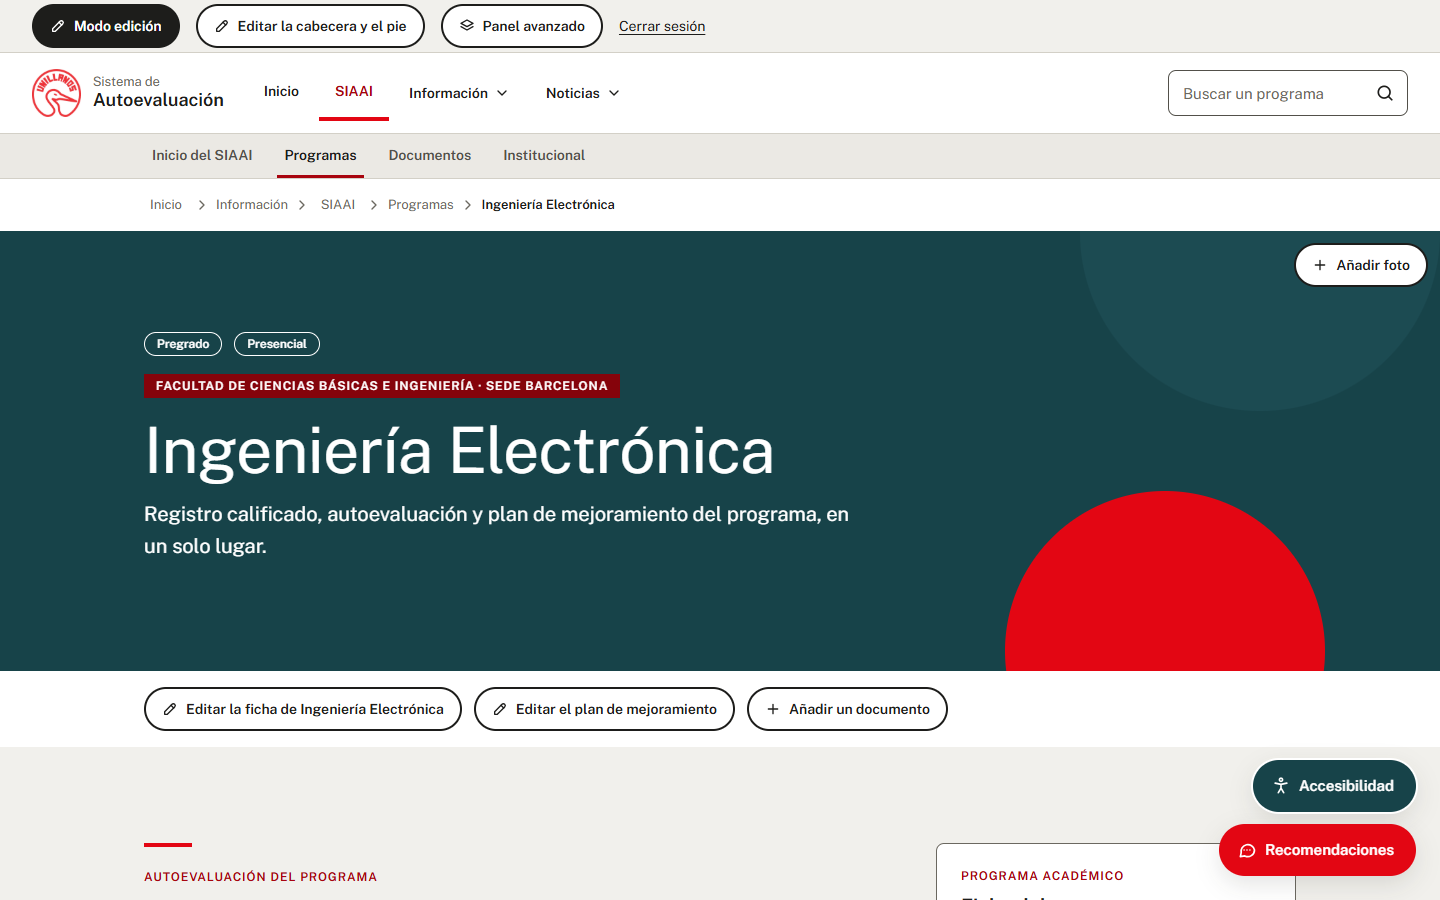 Modo edición
Editar la cabecera y el pie
Panel avanzado
Cerrar sesión
UNILLANOS
Sistema de
Autoevaluación
Inicio
SIAAI
Información
Noticias
Buscar un programa
Inicio del SIAAI
Programas
Documentos
Institucional
Inicio
Información
SIAAI
Programas
Ingeniería Electrónica
Añadir foto
Pregrado
Presencial
FACULTAD DE CIENCIAS BÁSICAS E INGENIERÍA · SEDE BARCELONA
Ingeniería Electrónica
Registro calificado, autoevaluación y plan de mejoramiento del programa, en
un solo lugar.
Editar la ficha de Ingeniería Electrónica
Editar el plan de mejoramiento
Añadir un documento
Accesibilidad
Recomendaciones
AUTOEVALUACIÓN DEL PROGRAMA
PROGRAMA ACADÉMICO